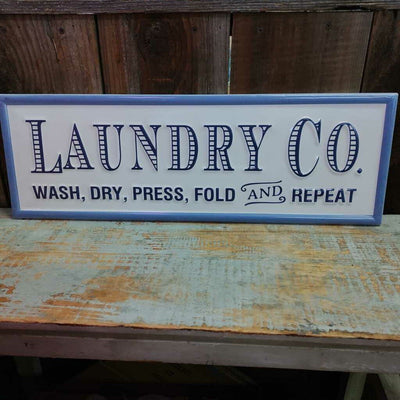 LAUNDRY CO.
WASH, DRY, PRESS, FOLD AND REPEAT